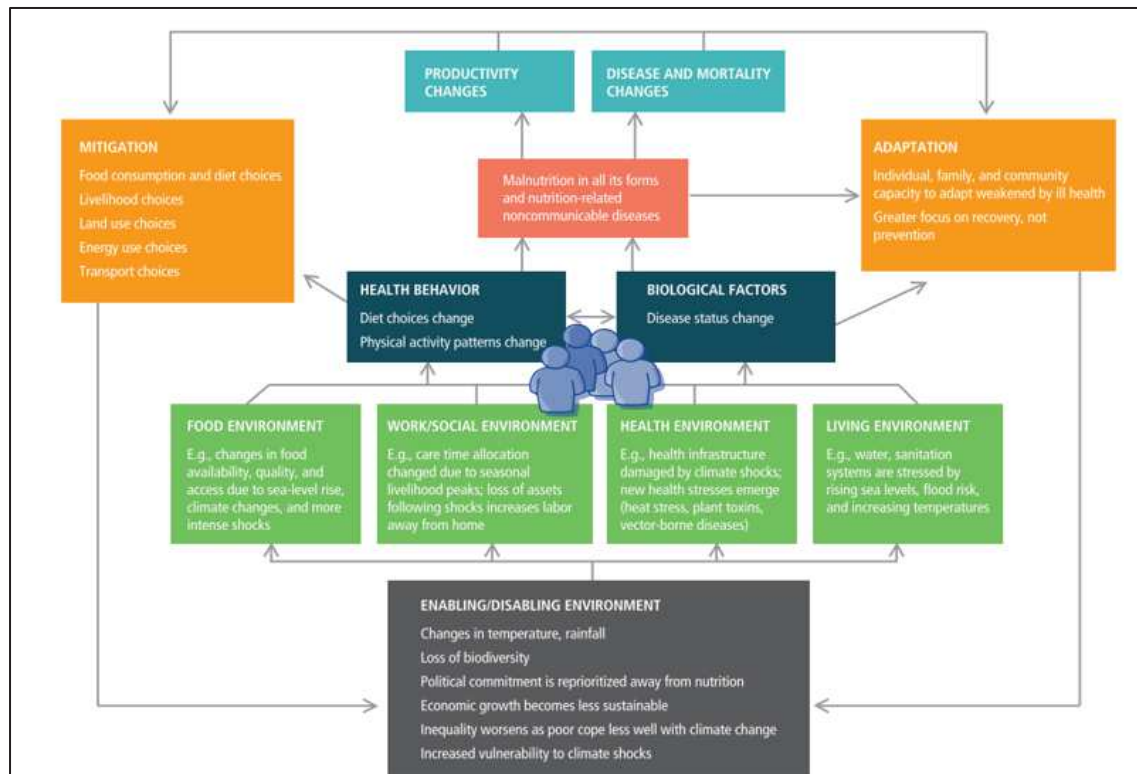 PRODUCTIVITY
CHANGES
DISEASE AND MORTALITY
CHANGES
MITIGATION
Food consumption and diet choices
Livelihood choices
Land use choices
Energy use choices
Transport choices
Malnutrition in all its forms
and nutrition-related
noncommunicable diseases
ADAPTATION
Individual, family, and community
capacity to adapt weakened by ill health
Greater focus on recovery, not
prevention
HEALTH BEHAVIOR
Diet choices change
Physical activity patterns change
BIOLOGICAL FACTORS
Disease status change
FOOD ENVIRONMENT
E.g., changes in food
availability, quality, and
access due to sea-level rise,
climate changes, and more
intense shocks
WORK/SOCIAL ENVIRONMENT
E.g., care time allocation
changed due to seasonal
livelihood peaks; loss of assets
following shocks increases labor
away from home
HEALTH ENVIRONMENT
E.g., health infrastructure
damaged by climate shocks;
new health stresses emerge
(heat stress, plant toxins,
vector-borne diseases)
LIVING ENVIRONMENT
E.g., water, sanitation
systems are stressed by
rising sea levels, flood risk,
and increasing temperatures
ENABLING/DISABLING ENVIRONMENT
Changes in temperature, rainfall
Loss of biodiversity
Political commitment is reprioritized away from nutrition
Economic growth becomes less sustainable
Inequality worsens as poor cope less well with climate change
Increased vulnerability to climate shocks